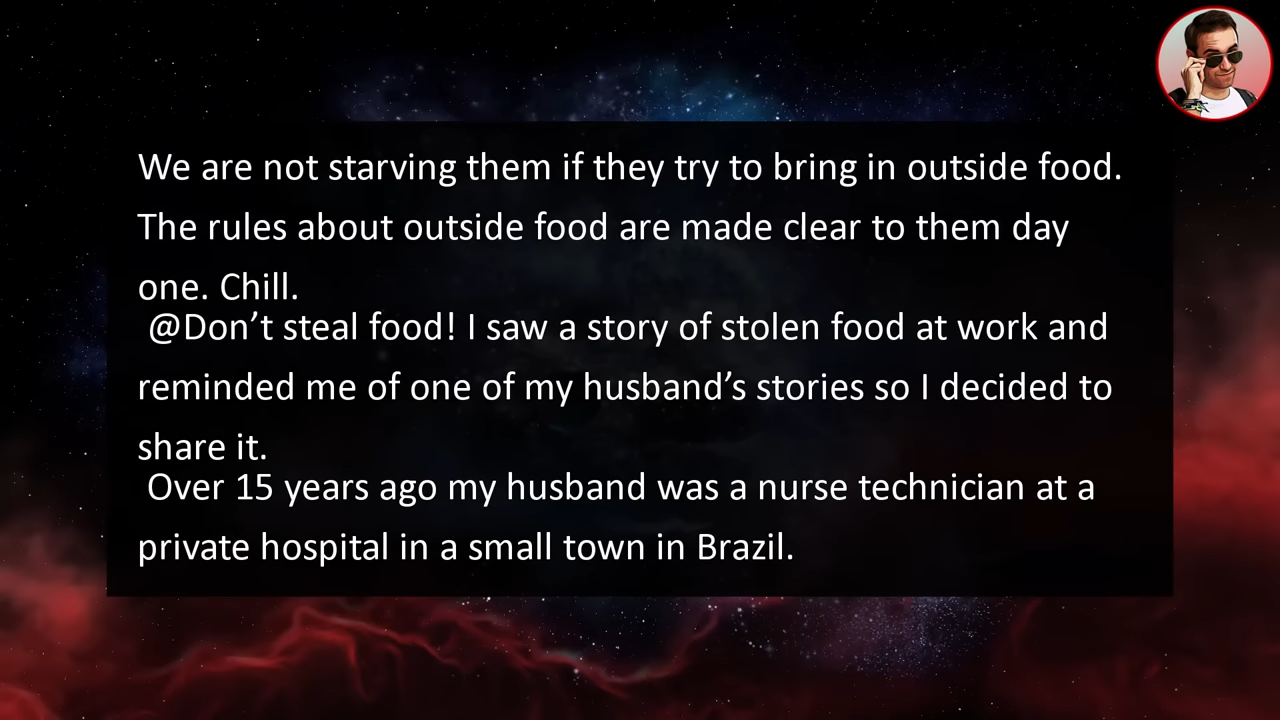 We are not starving them if they try to bring in outside food.
The rules about outside food are made clear to them day
one. Chill.
@Don’t steal food! I saw a story of stolen food at work and
reminded me of one of my husband’s stories so I decided to
share it.
Over 15 years ago my husband was a nurse technician at a
private hospital in a small town in Brazil.